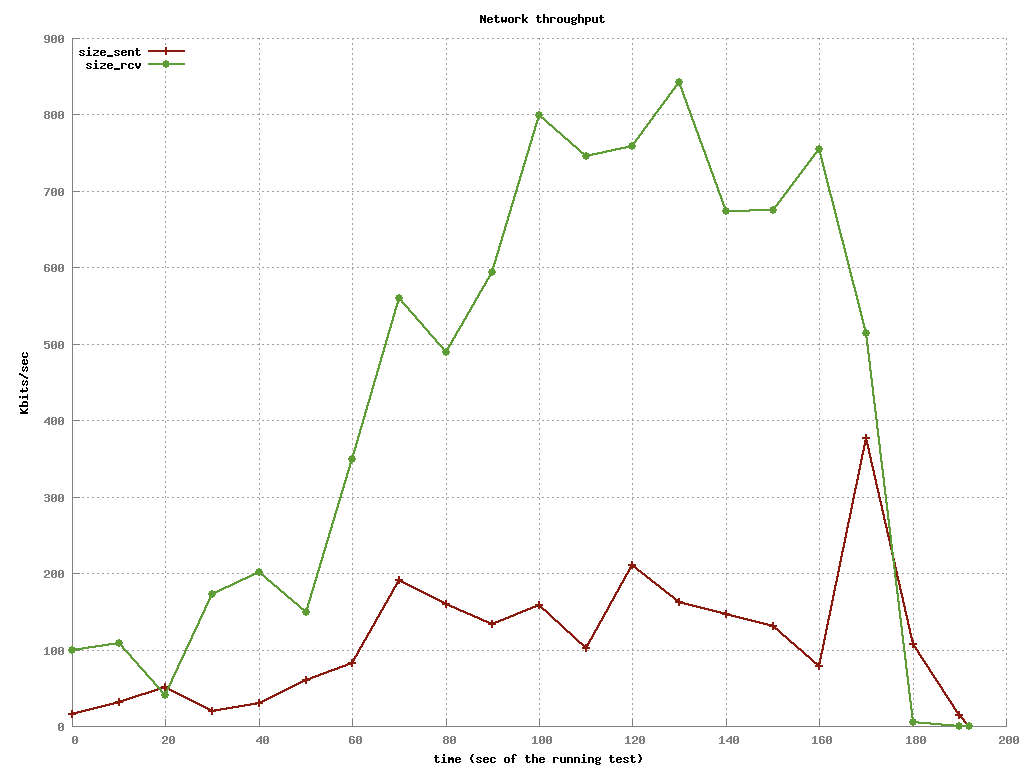 Network throughput
900
800
700
600
500
400
300
200
100
0
size_sent
size_rcv
Kbits/sec
0 20 40 60 80 100 120 140 160 180 200
time (sec of the running test)